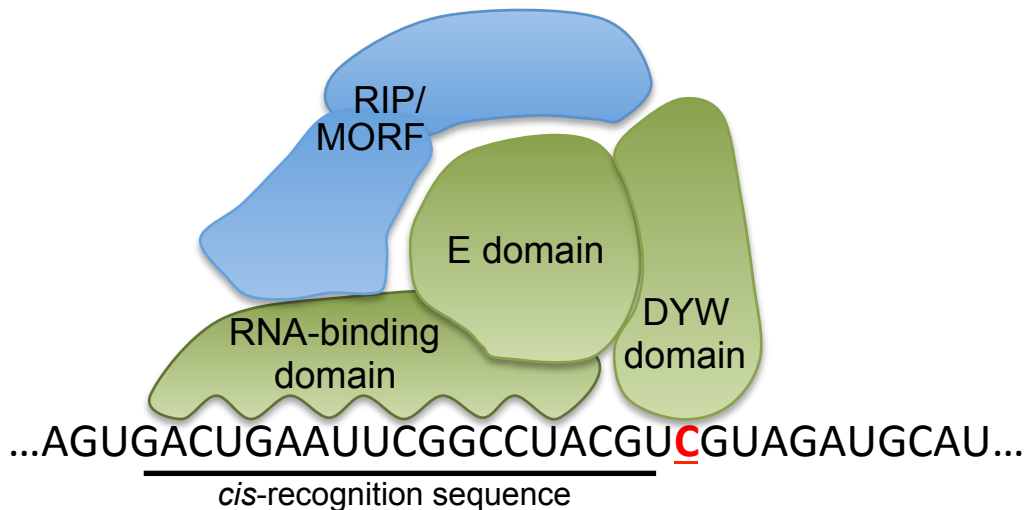 RIP/
MORF
E domain
RNA-binding
domain
DYW
domain
...AGUGACUGAAUUCGGCCUACGUCGUAGAUGCAU...
cis-recognition sequence